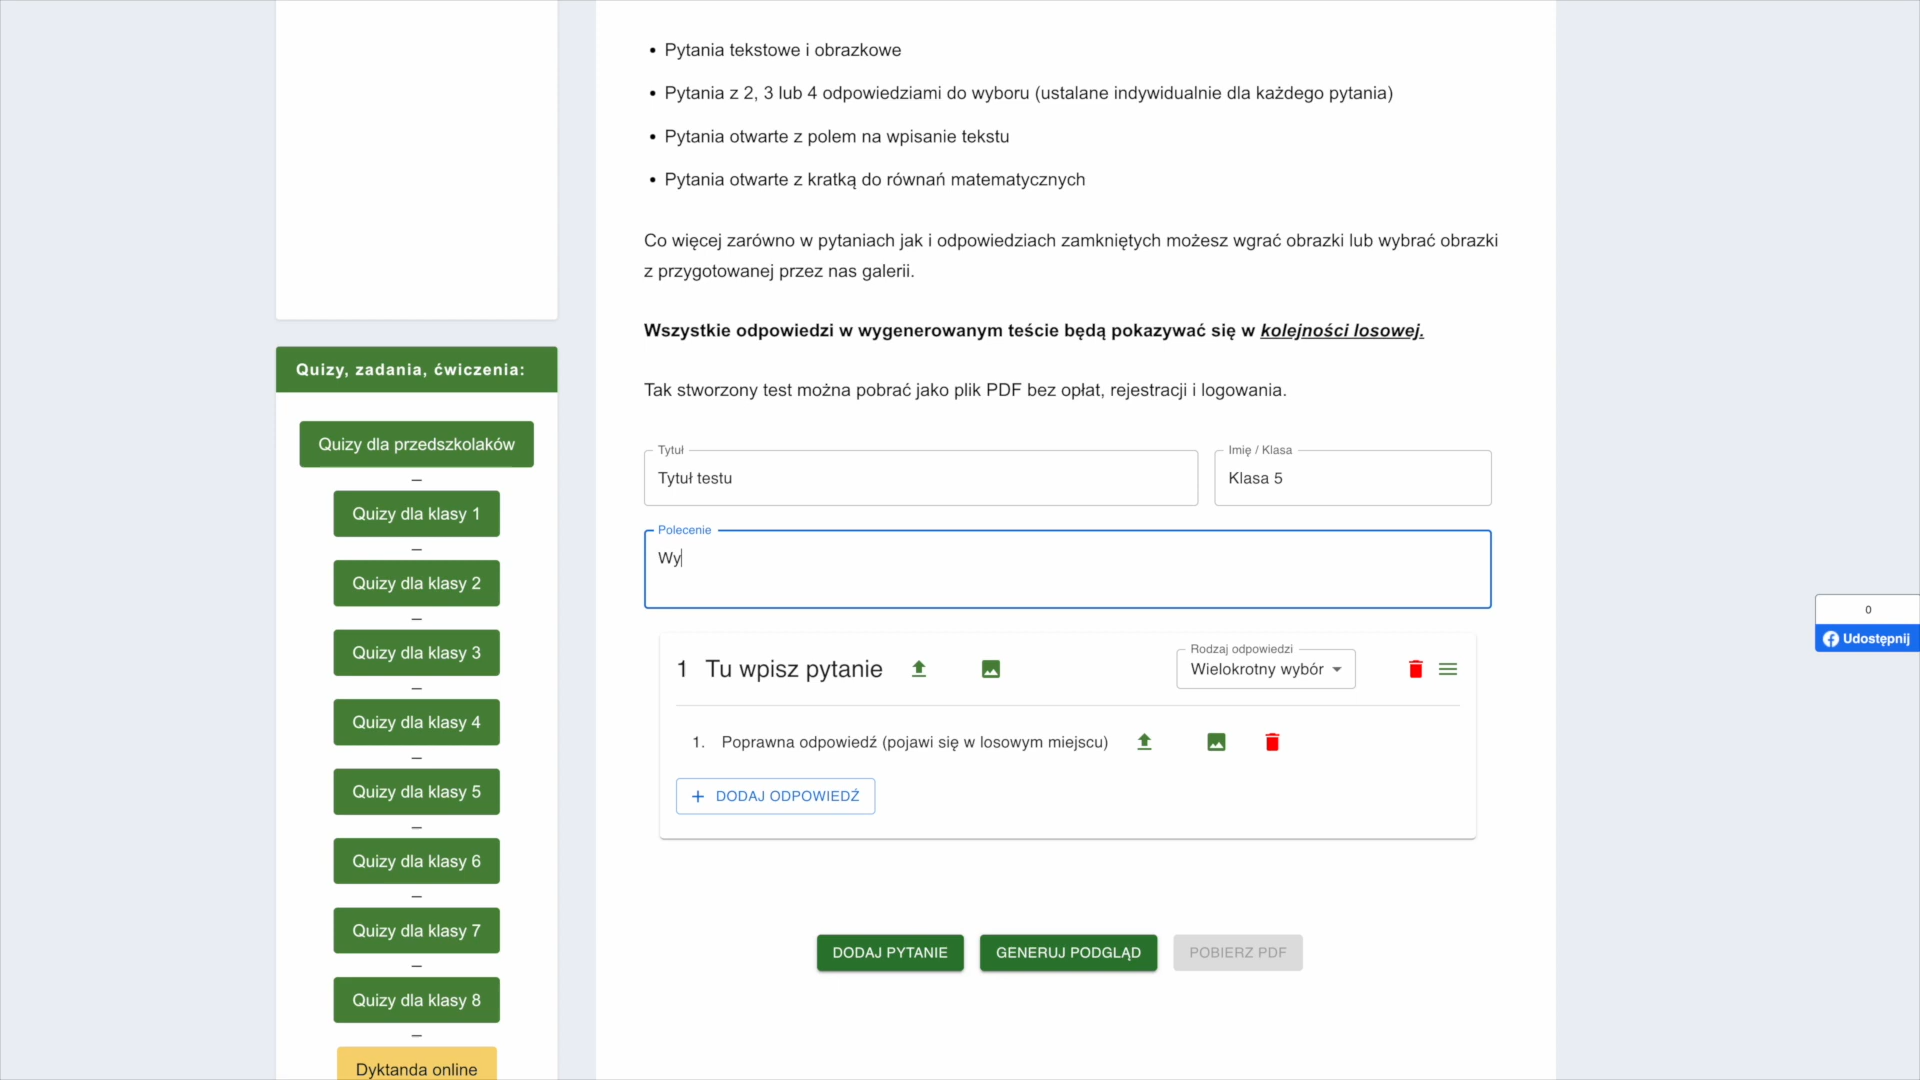 Quizy, zadania, ćwiczenia:
Quizy dla przedszkolaków
–
Quizy dla klasy 1
–
Quizy dla klasy 2
–
Quizy dla klasy 3
–
Quizy dla klasy 4
–
Quizy dla klasy 5
–
Quizy dla klasy 6
–
Quizy dla klasy 7
–
Quizy dla klasy 8
–
Dyktanda online
• Pytania tekstowe i obrazkowe
• Pytania z 2, 3 lub 4 odpowiedziami do wyboru (ustalane indywidualnie dla każdego pytania)
• Pytania otwarte z polem na wpisanie tekstu
• Pytania otwarte z kratką do równań matematycznych
Co więcej zarówno w pytaniach jak i odpowiedziach zamkniętych możesz wgrać obrazki lub wybrać obrazki
z przygotowanej przez nas galerii.
Wszystkie odpowiedzi w wygenerowanym teście będą pokazywać się w kolejności losowej.
Tak stworzony test można pobrać jako plik PDF bez opłat, rejestracji i logowania.
Tytuł
Tytuł testu
Imię / Klasa
Klasa 5
Polecenie
Wy
1 Tu wpisz pytanie
Rodzaj odpowiedzi
Wielokrotny wybór
1. Poprawna odpowiedź (pojawi się w losowym miejscu)
+ DODAJ ODPOWIEDŹ
DODAJ PYTANIE
GENERUJ PODGLĄD
POBIERZ PDF
0
Udostępnij